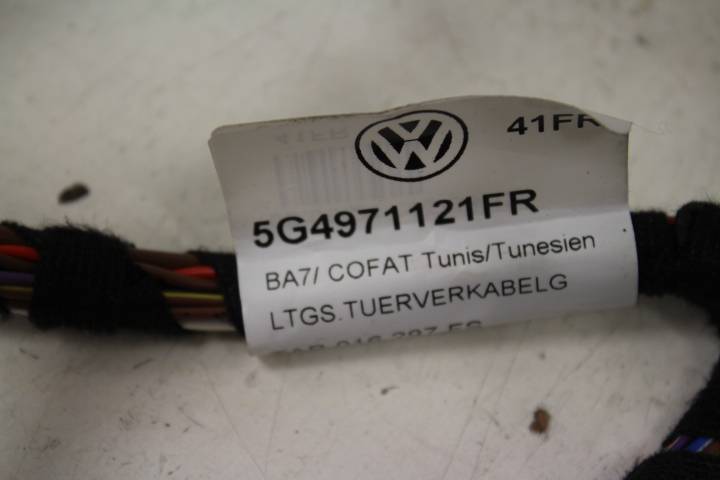 41FR
5G4971121FR
BA7/ COFAT Tunis/Tunesien
LTGS.TUERVERKABELG